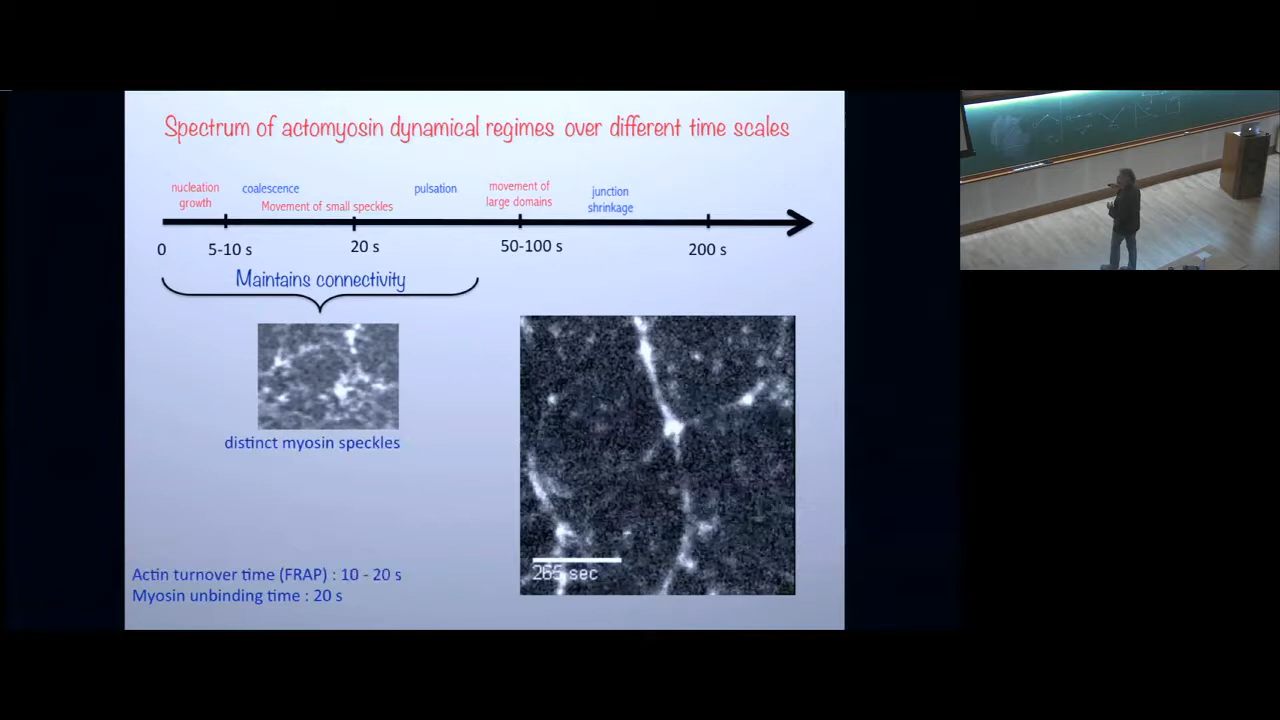 Spectrum of actomyosin dynamical regimes over different time scales
nucleation growth
coalescence
Movement of small speckles
pulsation
movement of large domains
junction shrinkage
0
5-10 s
20 s
50-100 s
200 s
Maintains connectivity
distinct myosin speckles
265 sec
Actin turnover time (FRAP) : 10 - 20 s
Myosin unbinding time : 20 s